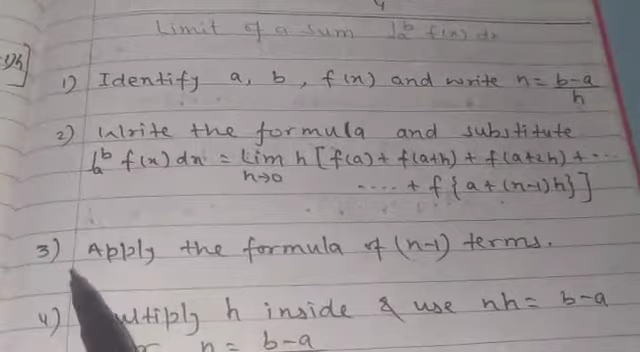 Limit of a sum ∫ₐᵇ f(x) dx
1) Identify a, b, f(x) and write n = (b-a)/h
2) Write the formula and substitute
∫ₐᵇ f(x) dx = lim h→0 h [f(a) + f(a+h) + f(a+2h) + ....
.... + f{a+(n-1)h}]
3) Apply the formula of (n-1) terms.
4) h inside & use nh = b-a
n = b-a